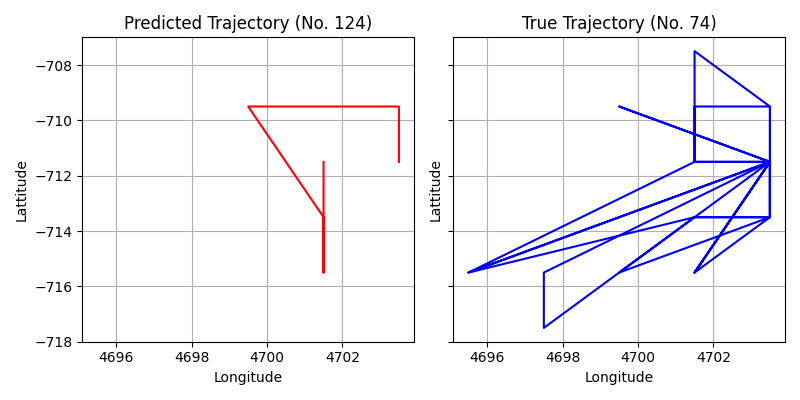 Predicted Trajectory (No. 124)
True Trajectory (No. 74)
−708
−710
−712
−714
−716
−718
Lattitude
Lattitude
4696
4698
4700
4702
4696
4698
4700
4702
Longitude
Longitude